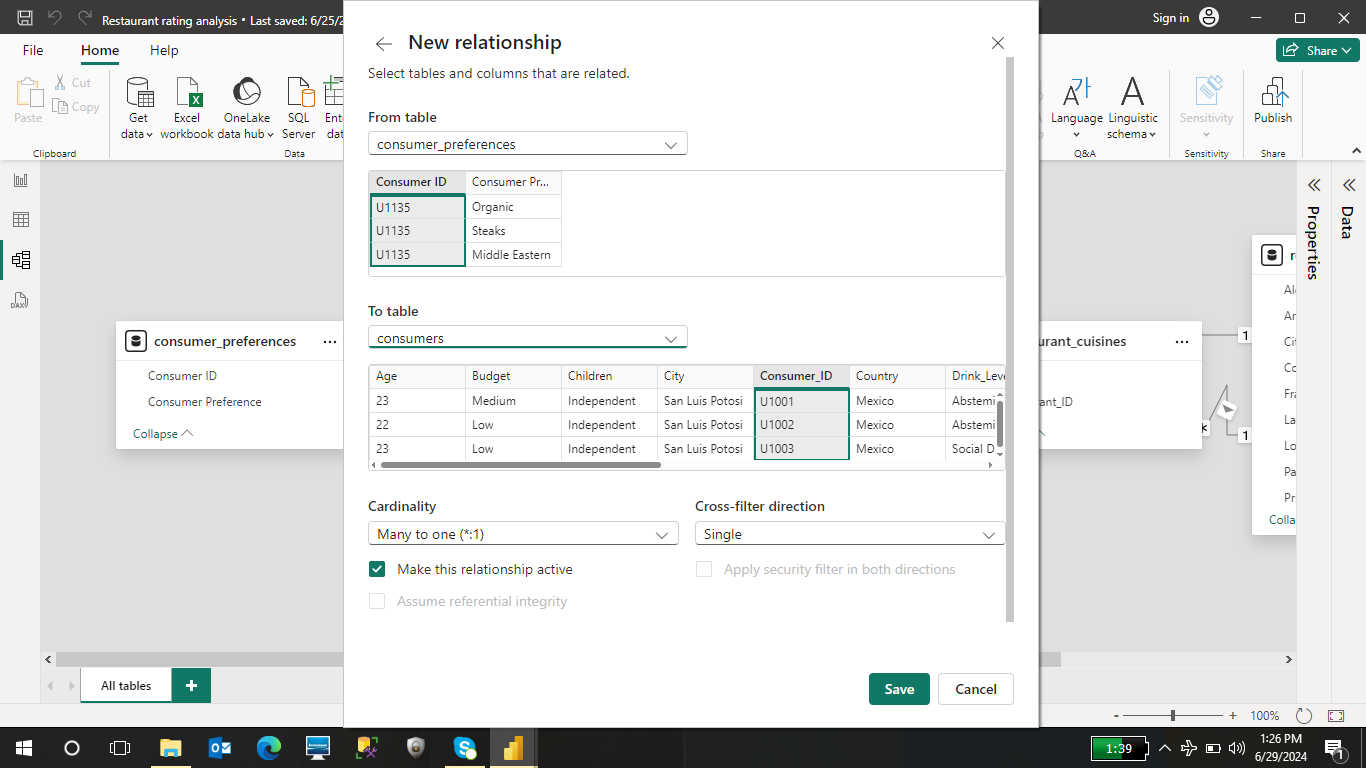 Restaurant rating analysis • Last saved: 6/25/2
Sign in
File
Home
Help
Share
Paste
Cut
Copy
Clipboard
Get data
Excel workbook
OneLake data hub
SQL Server
Data
Language
Linguistic schema
Q&A
Sensitivity
Sensitivity
Publish
Share
New relationship
Select tables and columns that are related.
From table
consumer_preferences
Consumer ID Consumer Pr...
U1135 Organic
U1135 Steaks
U1135 Middle Eastern
To table
consumers
Age Budget Children City Consumer_ID Country Drink_Leve
23 Medium Independent San Luis Potosi U1001 Mexico Abstemi
22 Low Independent San Luis Potosi U1002 Mexico Abstemi
23 Low Independent San Luis Potosi U1003 Mexico Social D
Cardinality
Many to one (*:1)
Cross-filter direction
Single
Make this relationship active
Apply security filter in both directions
Assume referential integrity
Save
Cancel
consumer_preferences
Consumer ID
Consumer Preference
Collapse
urant_cuisines
ant_ID
1
*
1
r
Al
Ar
Cit
Co
Fra
La
Lo
Pa
Pr
Colla
Properties
Data
All tables
+
- + 100%
1:39
1:26 PM
6/29/2024
1